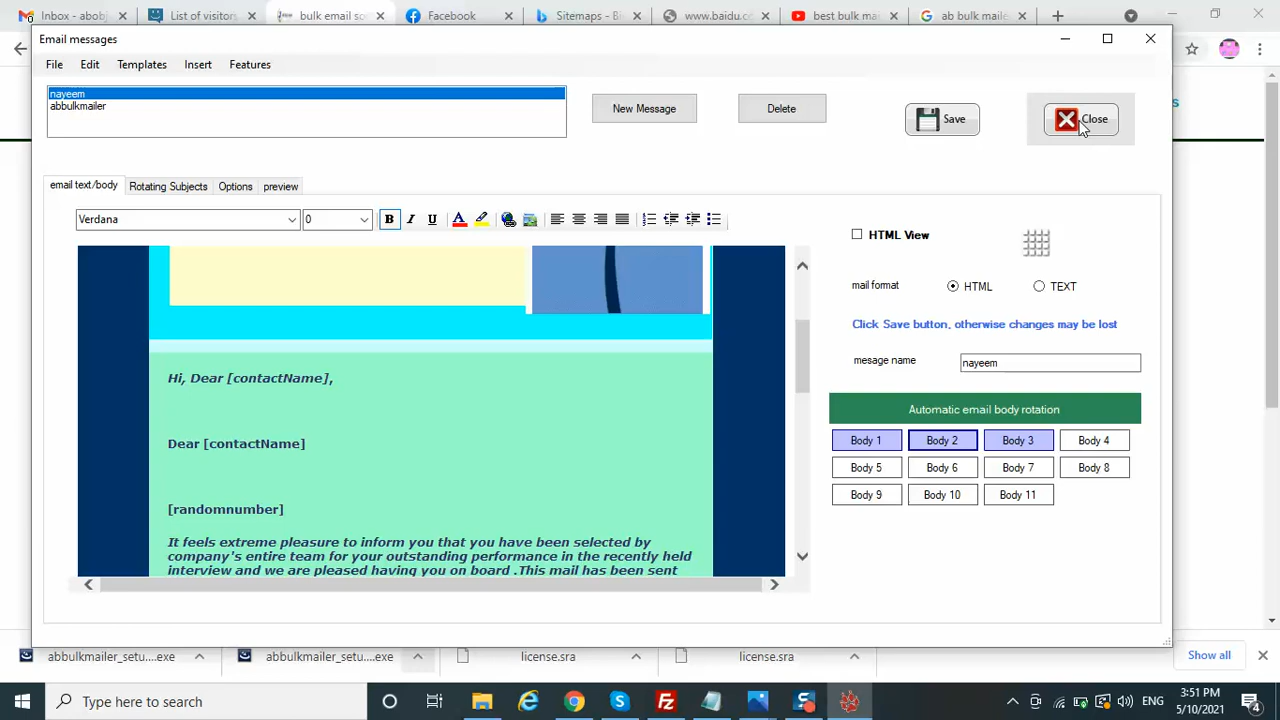 Inbox - abobj
List of visitors
bulk email so
Facebook
Sitemaps - Bi
www.baidu.c
best bulk ma
ab bulk maile
Email messages
File Edit Templates Insert Features
nayeem
abbulkmailer
New Message
Delete
Save
Close
email text/body Rotating Subjects Options preview
Verdana
0
B I U A
HTML View
mail format
HTML
TEXT
Click Save button, otherwise changes may be lost
mesage name
nayeem
Automatic email body rotation
Body 1 Body 2 Body 3 Body 4
Body 5 Body 6 Body 7 Body 8
Body 9 Body 10 Body 11
Hi, Dear [contactName],
Dear [contactName]
[randomnumber]
It feels extreme pleasure to inform you that you have been selected by
company's entire team for your outstanding performance in the recently held
interview and we are pleased having you on board .This mail has been sent
abbulkmailer_setu....exe
abbulkmailer_setu....exe
license.sra
license.sra
Show all
Type here to search
ENG
3:51 PM
5/10/2021
4